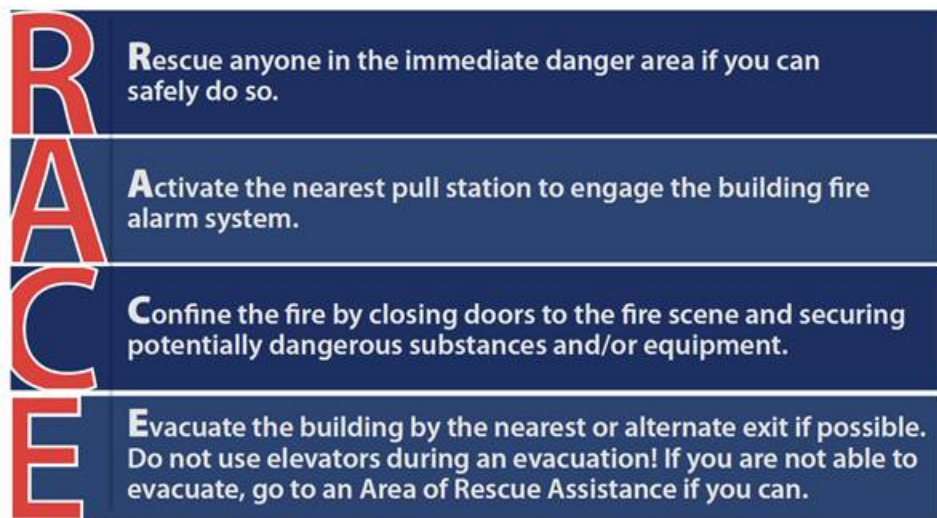 R
Rescue anyone in the immediate danger area if you can
safely do so.
A
Activate the nearest pull station to engage the building fire
alarm system.
C
Confine the fire by closing doors to the fire scene and securing
potentially dangerous substances and/or equipment.
E
Evacuate the building by the nearest or alternate exit if possible.
Do not use elevators during an evacuation! If you are not able to
evacuate, go to an Area of Rescue Assistance if you can.